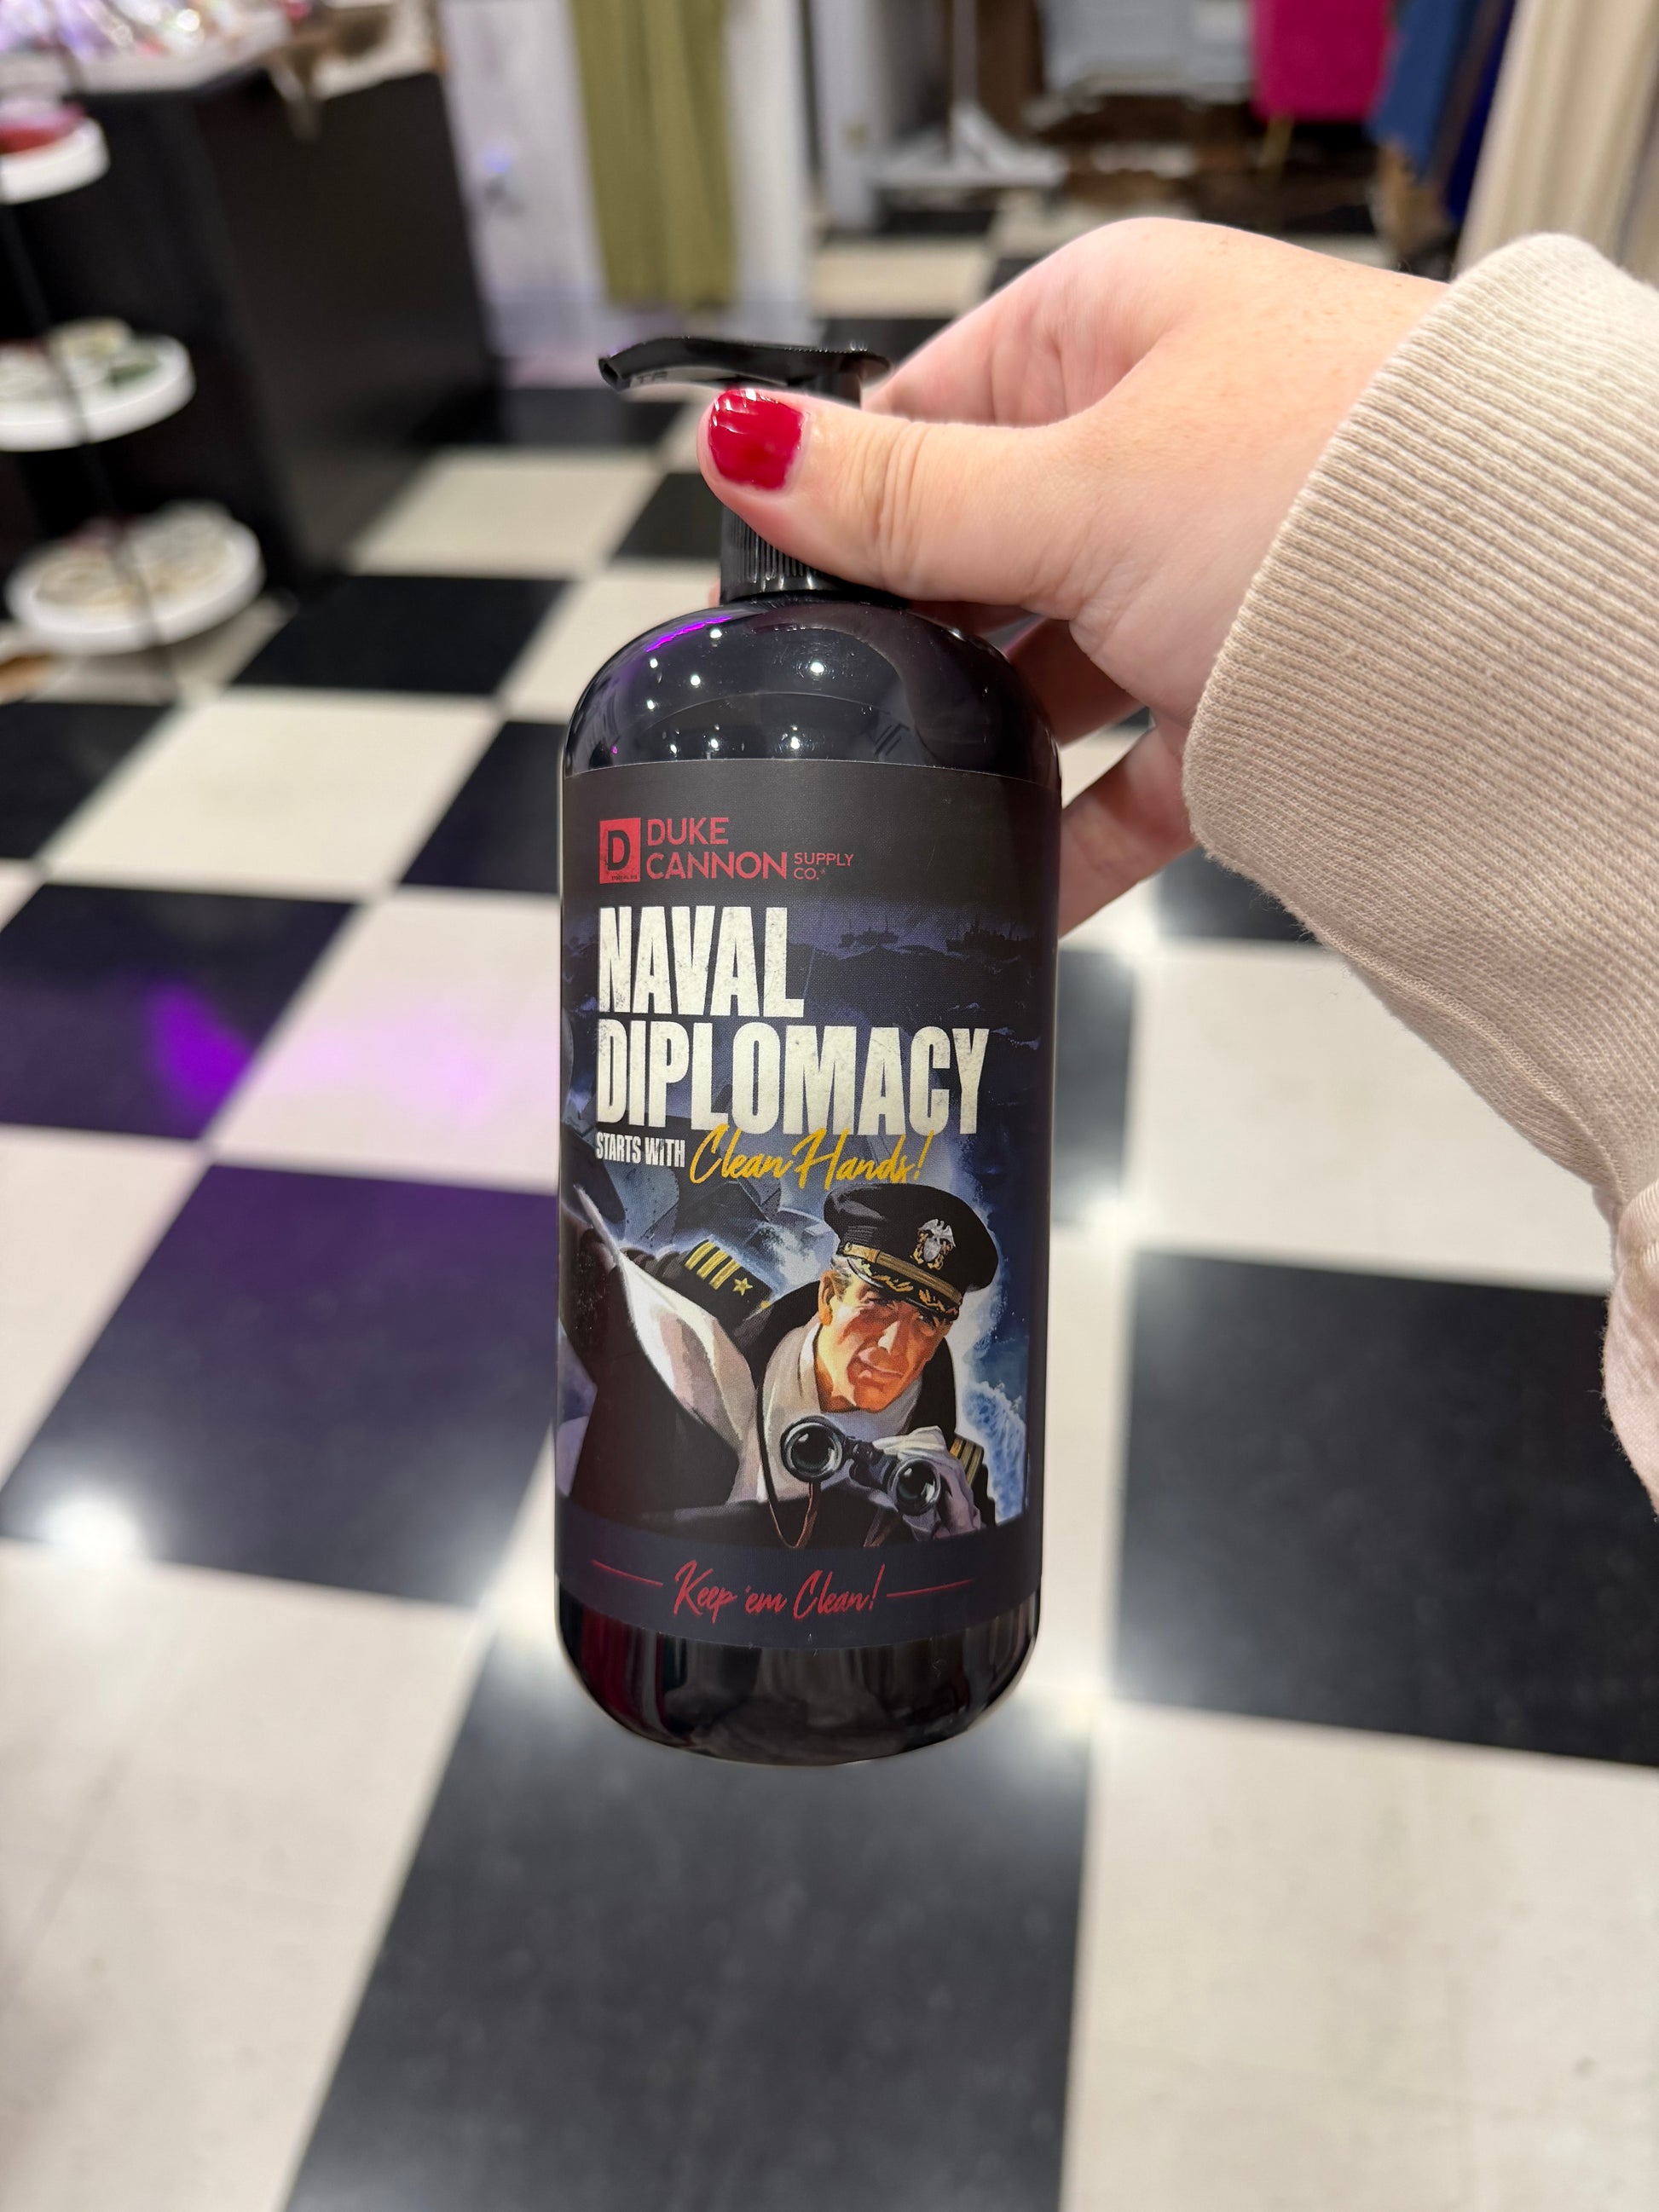 D DUKE
CANNON SUPPLY
CO.®
NAVAL
DIPLOMACY
STARTS WITH Clean Hands!
Keep 'em Clean!